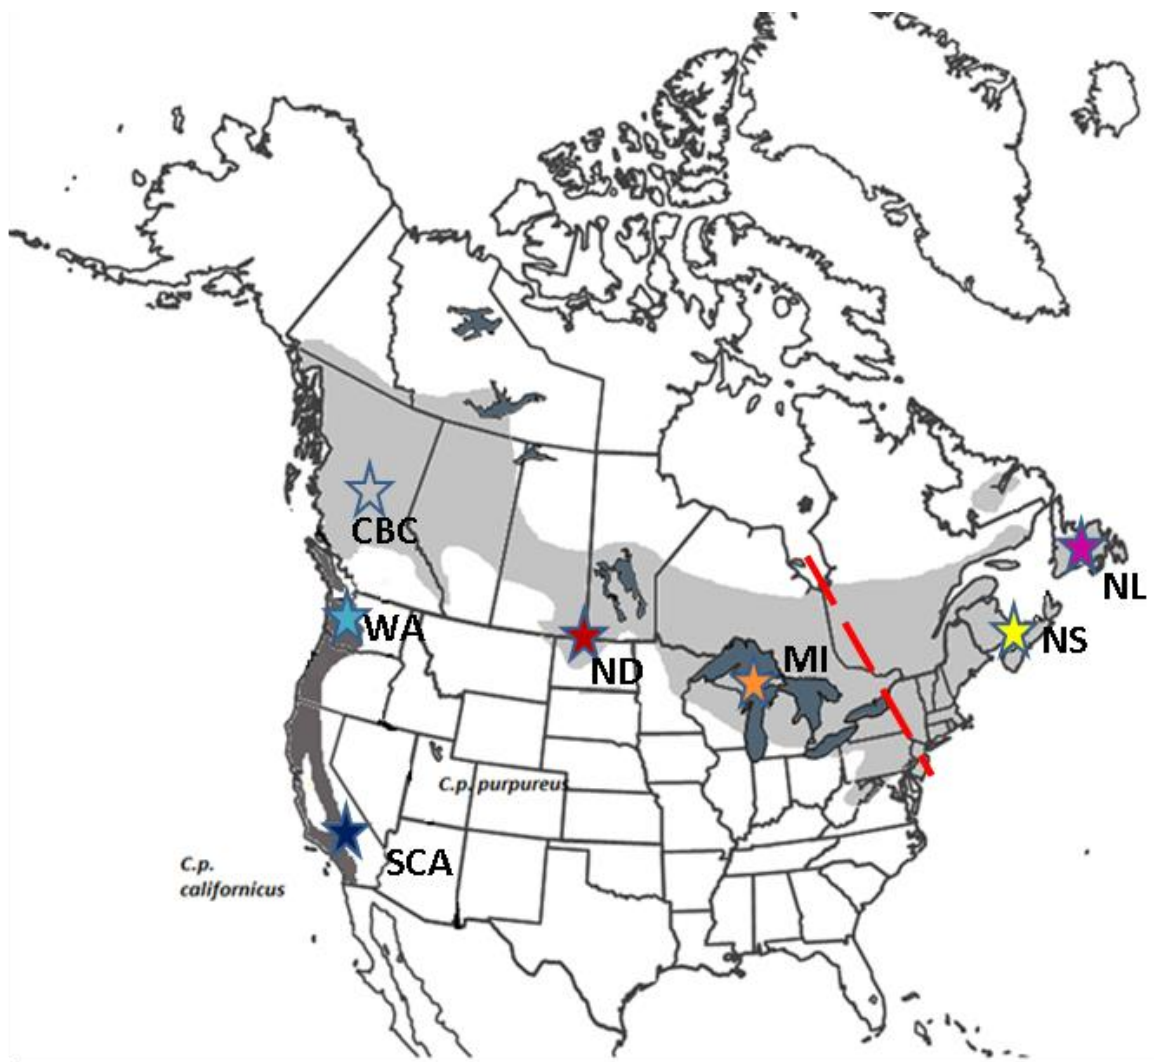 CBC
NL
WA
NS
ND
MI
C.p. purpureus
SCA
C.p.
californicus